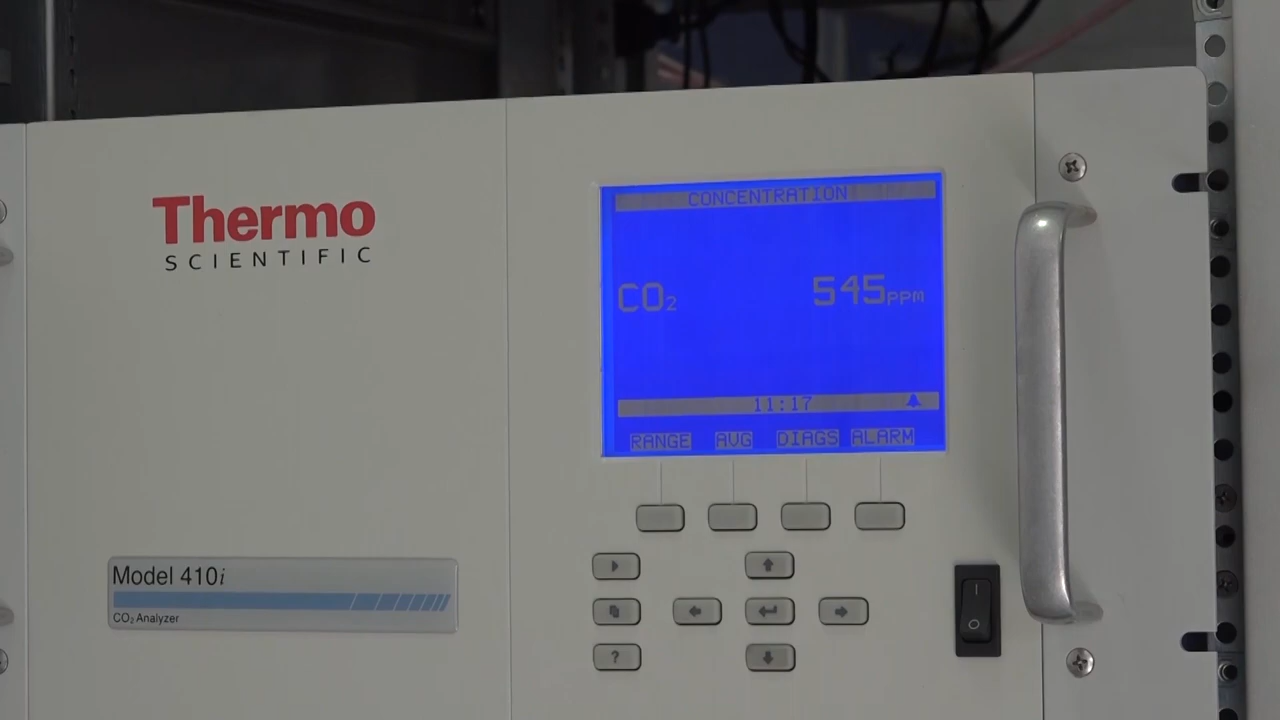 Thermo
SCIENTIFIC
CONCENTRATION
CO₂ 545 PPM
11:17
RANGE AVG DIAGS ALARM
Model 410i
CO₂ Analyzer
?